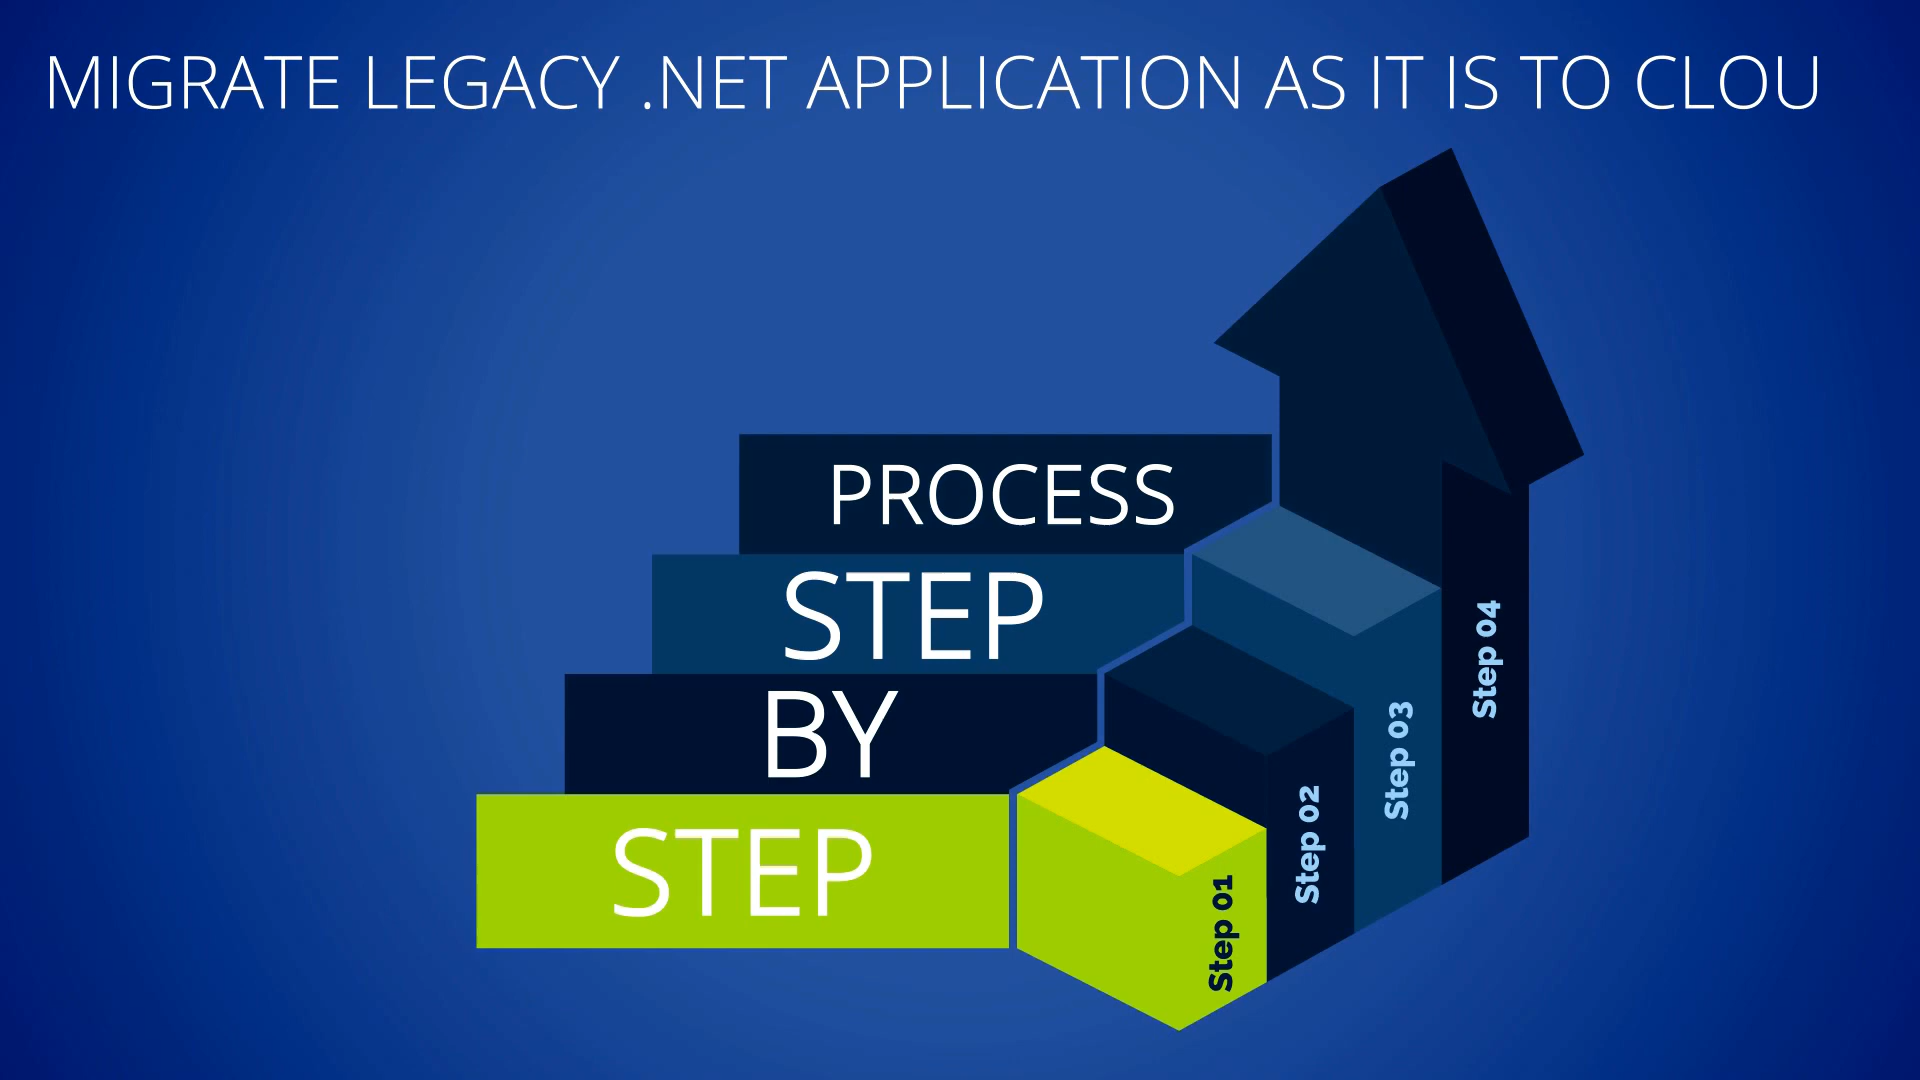 MIGRATE LEGACY .NET APPLICATION AS IT IS TO CLOU
PROCESS
STEP
BY
STEP
Step 01
Step 02
Step 03
Step 04